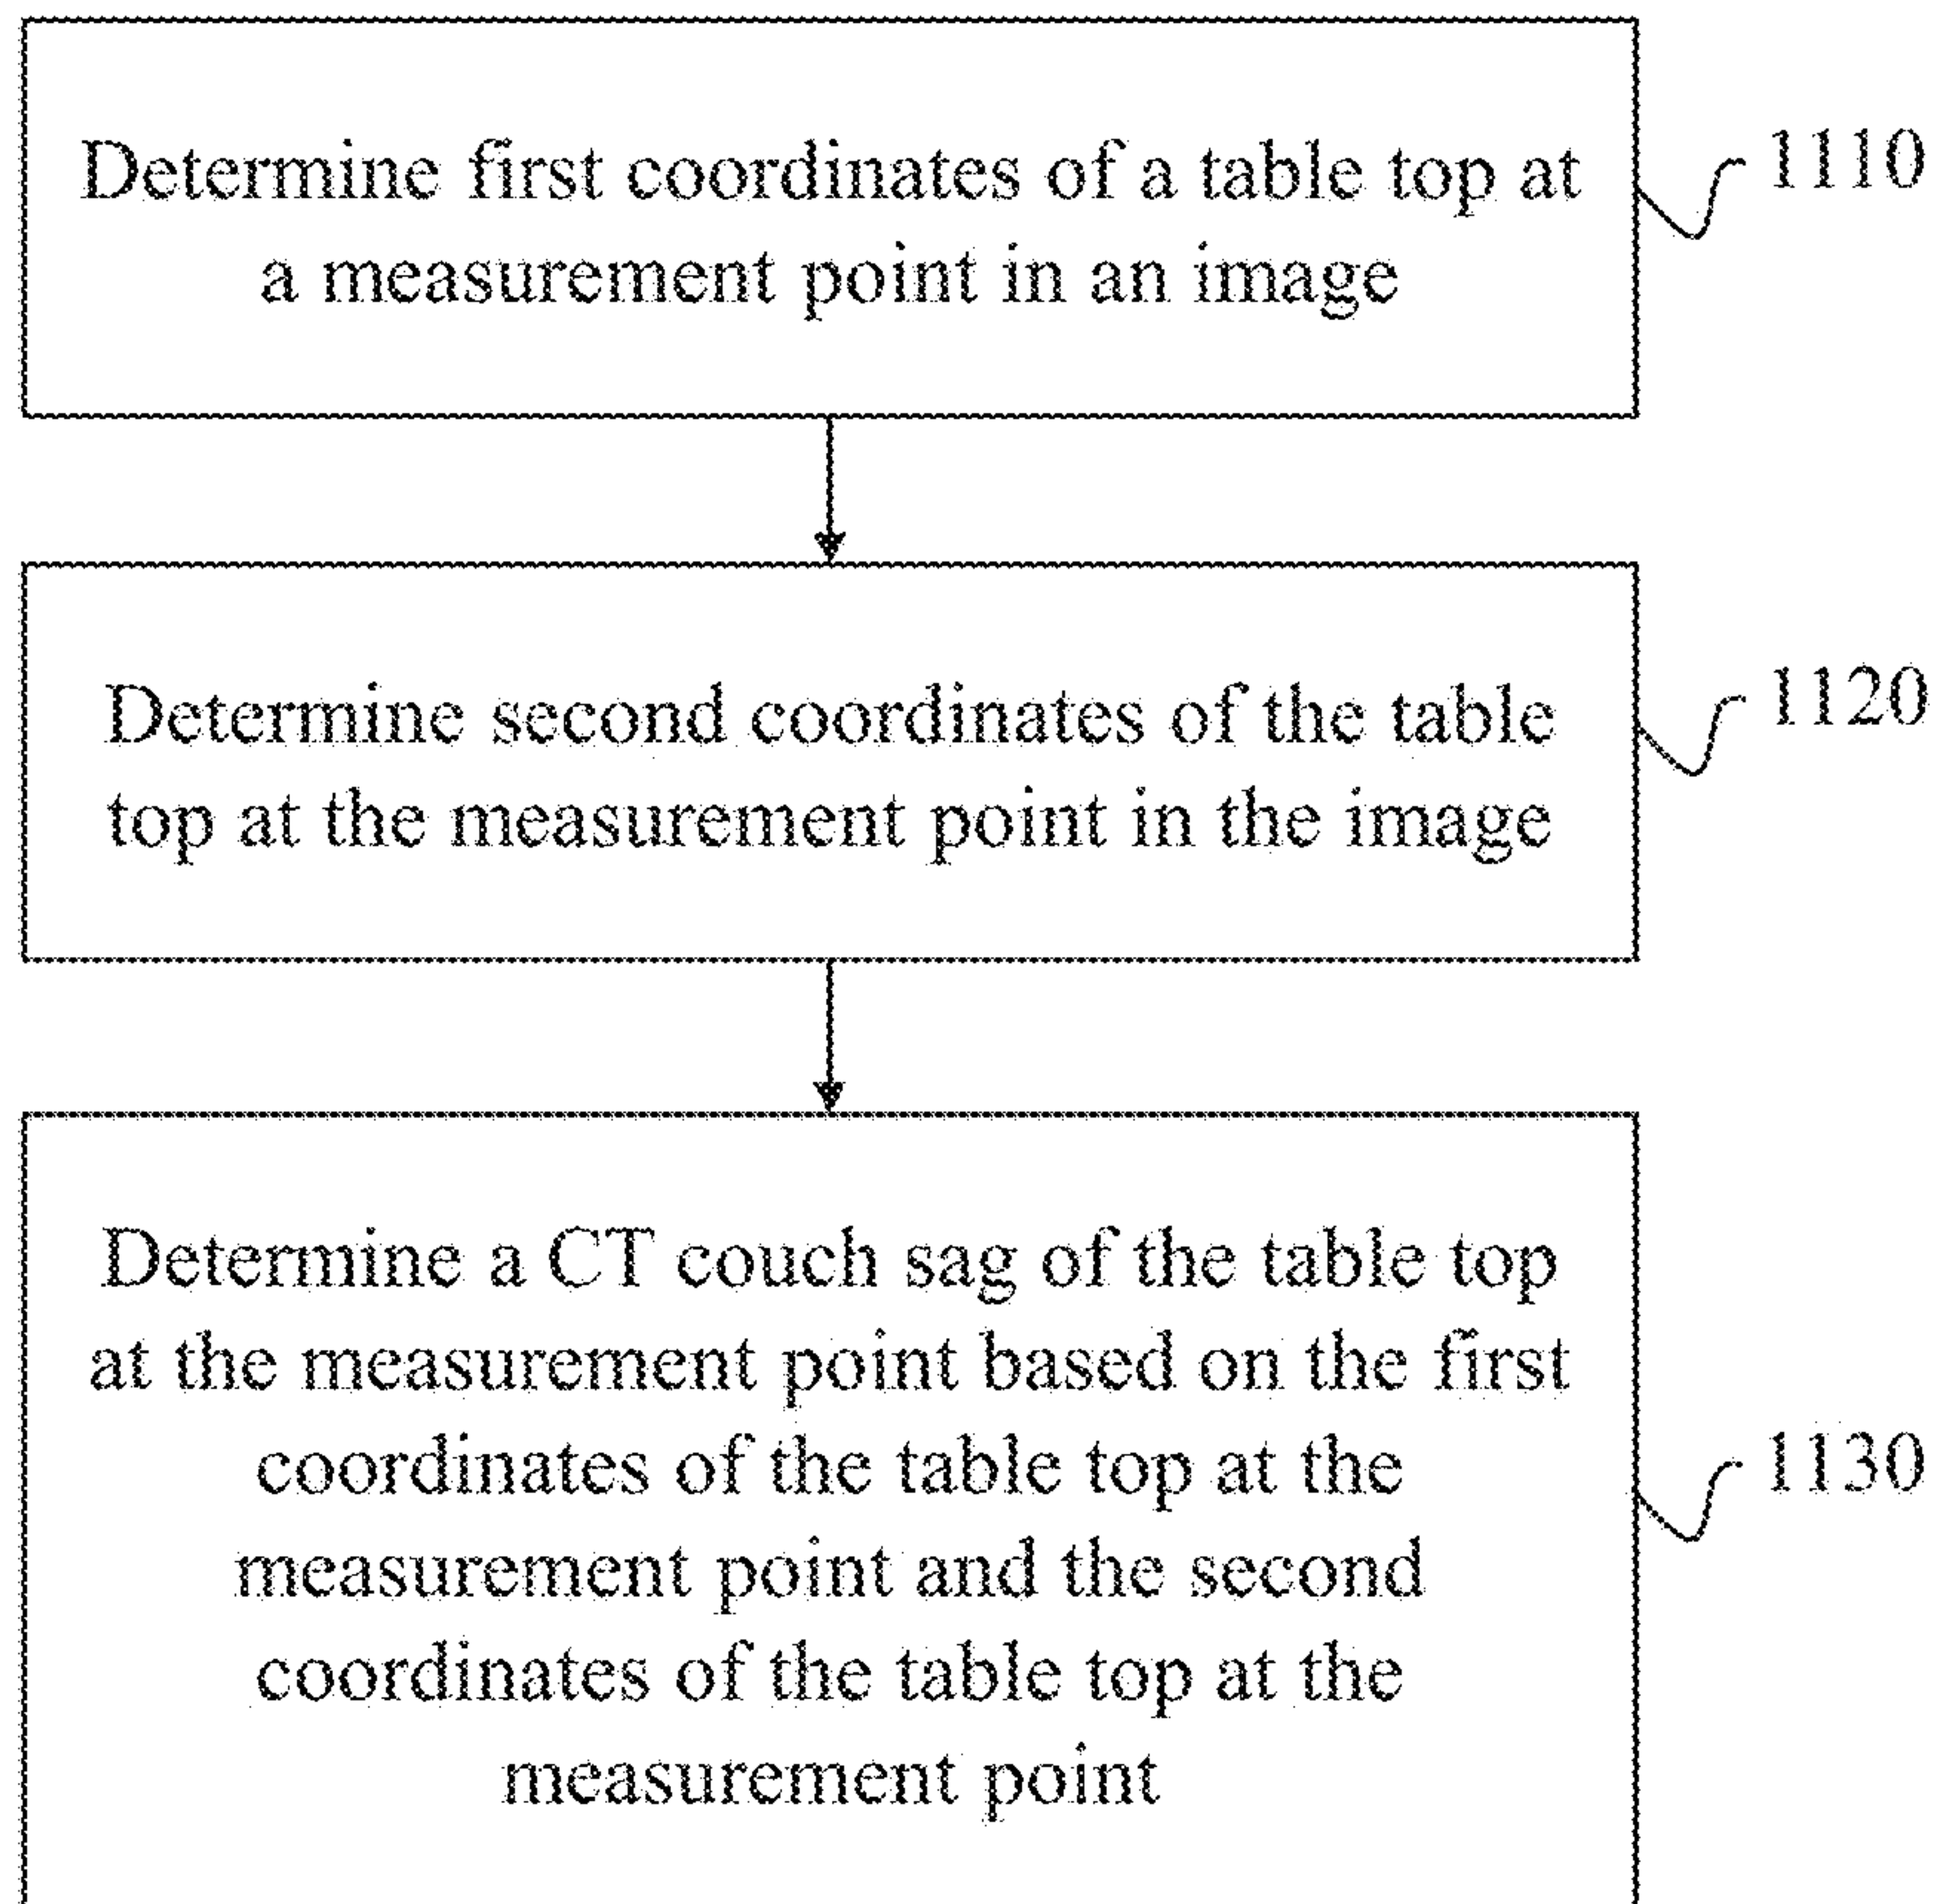 Determine first coordinates of a table top at
a measurement point in an image
1110
Determine second coordinates of the table
top at the measurement point in the image
1120
Determine a CT couch sag of the table top
at the measurement point based on the first
coordinates of the table top at the
measurement point and the second
coordinates of the table top at the
measurement point
1130